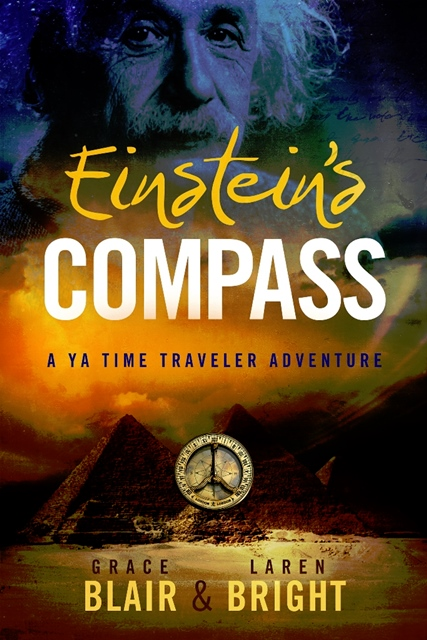 Einstein's
COMPASS
A YA TIME TRAVELER ADVENTURE
GRACE LAREN
BLAIR & BRIGHT